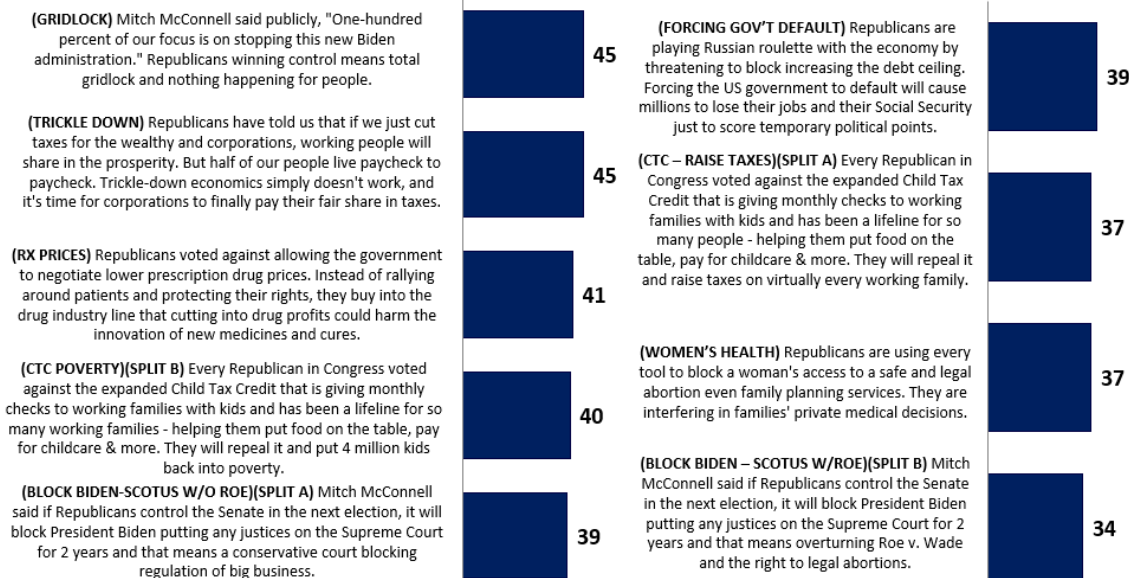 (GRIDLOCK) Mitch McConnell said publicly, "One-hundred
percent of our focus is on stopping this new Biden
administration." Republicans winning control means total
gridlock and nothing happening for people.
45
(TRICKLE DOWN) Republicans have told us that if we just cut
taxes for the wealthy and corporations, working people will
share in the prosperity. But half of our people live paycheck to
paycheck. Trickle-down economics simply doesn't work, and
it's time for corporations to finally pay their fair share in taxes.
45
(RX PRICES) Republicans voted against allowing the government
to negotiate lower prescription drug prices. Instead of rallying
around patients and protecting their rights, they buy into the
drug industry line that cutting into drug profits could harm the
innovation of new medicines and cures.
41
(CTC POVERTY)(SPLIT B) Every Republican in Congress voted
against the expanded Child Tax Credit that is giving monthly
checks to working families with kids and has been a lifeline for so
many working families - helping them put food on the table, pay
for childcare & more. They will repeal it and put 4 million kids
back into poverty.
40
(BLOCK BIDEN-SCOTUS W/O ROE)(SPLIT A) Mitch McConnell
said if Republicans control the Senate in the next election, it will
block President Biden putting any justices on the Supreme Court
for 2 years and that means a conservative court blocking
regulation of big business.
39
(FORCING GOV'T DEFAULT) Republicans are
playing Russian roulette with the economy by
threatening to block increasing the debt ceiling.
Forcing the US government to default will cause
millions to lose their jobs and their Social Security
just to score temporary political points.
39
(CTC – RAISE TAXES)(SPLIT A) Every Republican in
Congress voted against the expanded Child Tax
Credit that is giving monthly checks to working
families with kids and has been a lifeline for so
many people - helping them put food on the
table, pay for childcare & more. They will repeal it
and raise taxes on virtually every working family.
37
(WOMEN'S HEALTH) Republicans are using every
tool to block a woman's access to a safe and legal
abortion even family planning services. They are
interfering in families' private medical decisions.
37
(BLOCK BIDEN – SCOTUS W/ROE)(SPLIT B) Mitch
McConnell said if Republicans control the Senate
in the next election, it will block President Biden
putting any justices on the Supreme Court for 2
years and that means overturning Roe v. Wade
and the right to legal abortions.
34